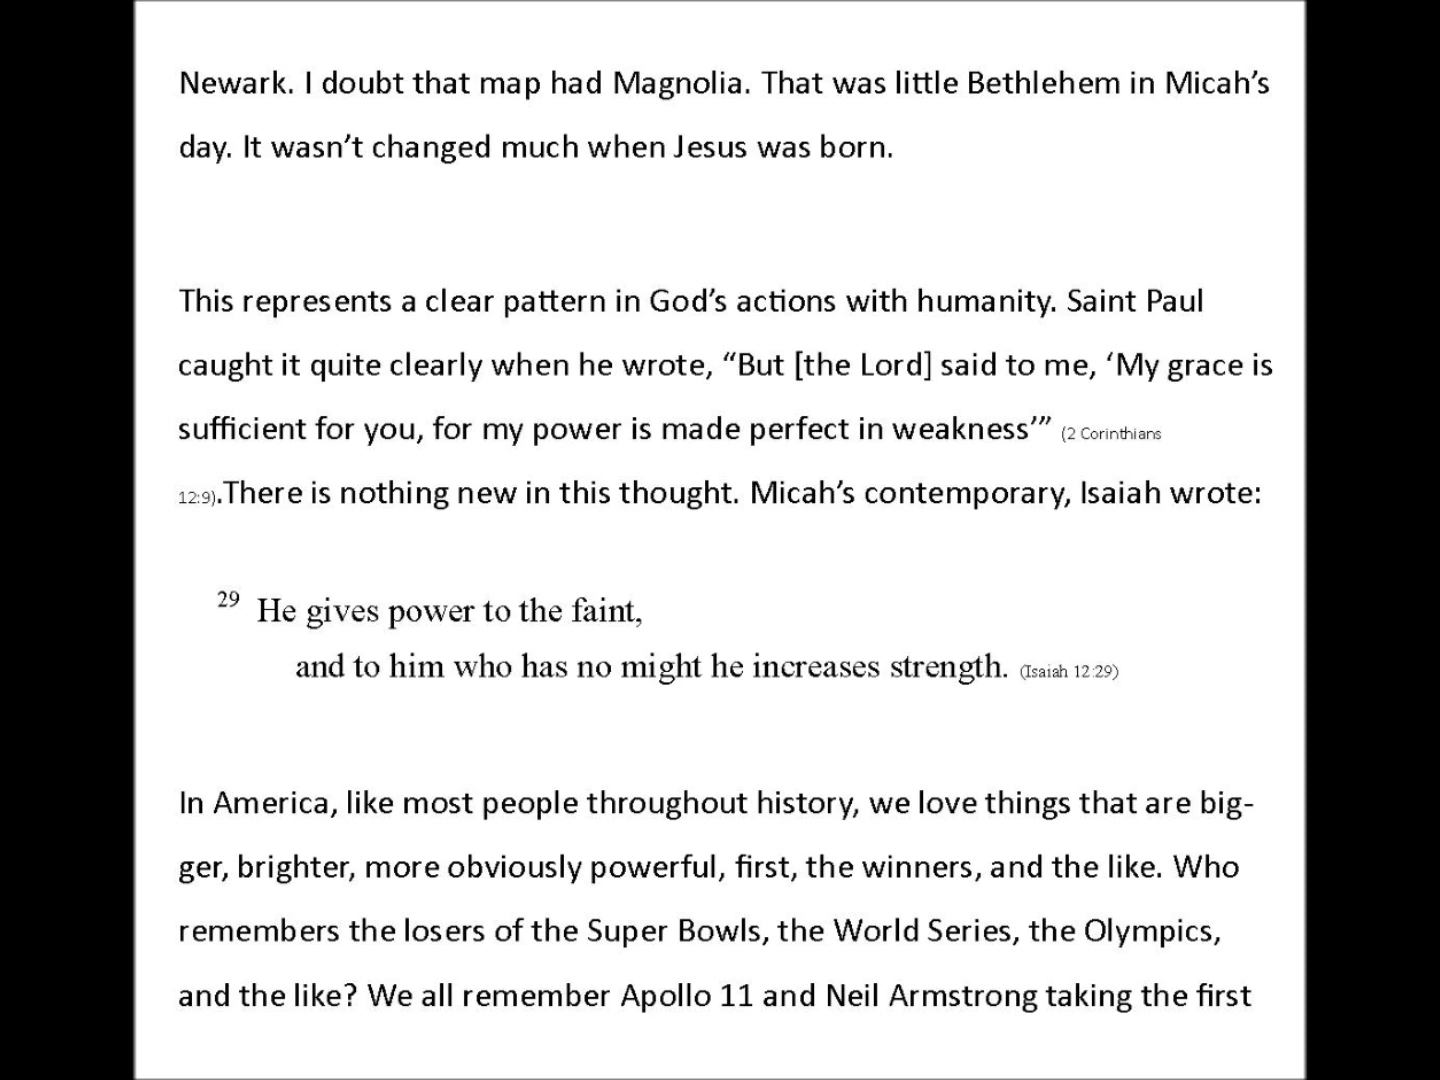 Newark. I doubt that map had Magnolia. That was little Bethlehem in Micah’s
day. It wasn’t changed much when Jesus was born.
This represents a clear pattern in God’s actions with humanity. Saint Paul
caught it quite clearly when he wrote, “But [the Lord] said to me, ‘My grace is
sufficient for you, for my power is made perfect in weakness’” (2 Corinthians
12:9).There is nothing new in this thought. Micah’s contemporary, Isaiah wrote:
29 He gives power to the faint,
and to him who has no might he increases strength. (Isaiah 12:29)
In America, like most people throughout history, we love things that are big-
ger, brighter, more obviously powerful, first, the winners, and the like. Who
remembers the losers of the Super Bowls, the World Series, the Olympics,
and the like? We all remember Apollo 11 and Neil Armstrong taking the first